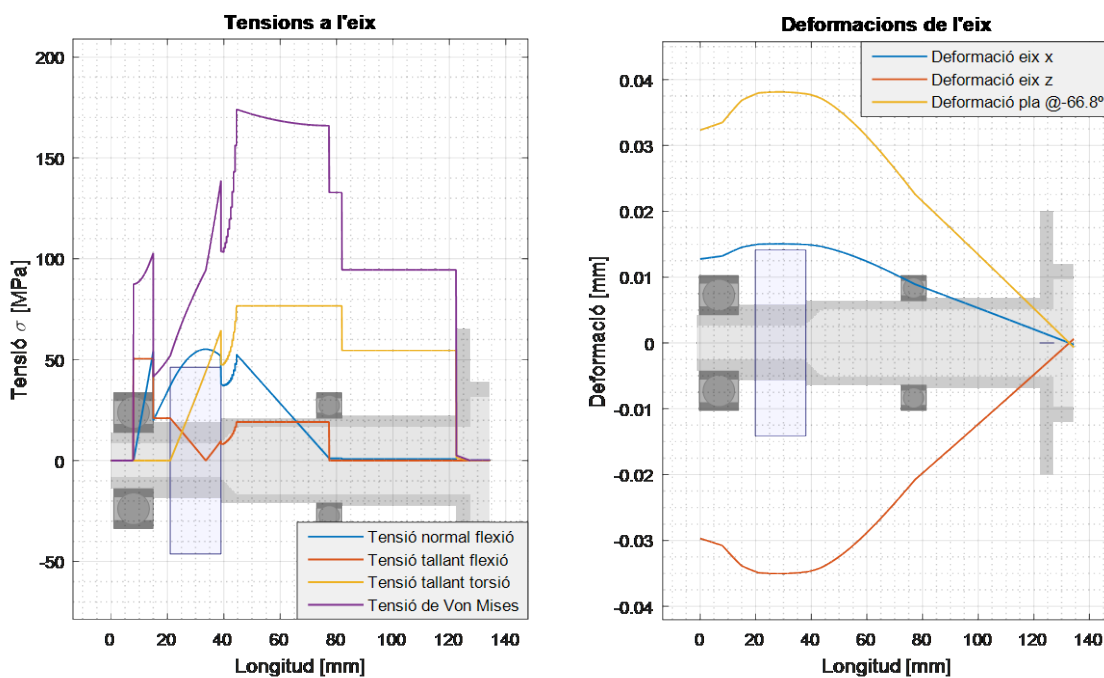 Tensions a l'eix
200
150
100
50
0
-50
Tensió σ [MPa]
Tensió normal flexió
Tensió tallant flexió
Tensió tallant torsió
Tensió de Von Mises
0 20 40 60 80 100 120 140
Longitud [mm]
Deformacions de l'eix
Deformació eix x
Deformació eix z
Deformació pla @-66.8º
0.04
0.03
0.02
0.01
0
-0.01
-0.02
-0.03
-0.04
Deformació [mm]
0 20 40 60 80 100 120 140
Longitud [mm]